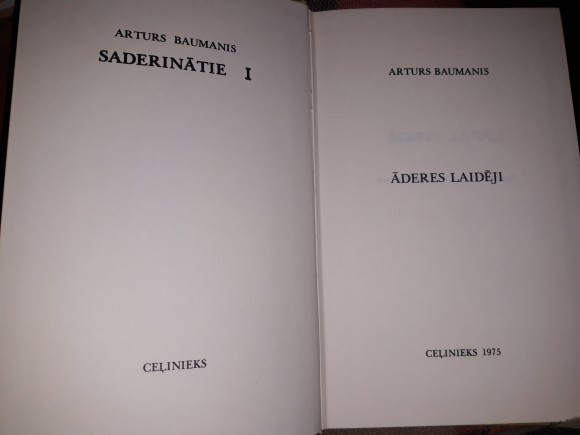 ARTURS BAUMANIS
SADERINĀTIE I
CEĻINIEKS
ARTURS BAUMANIS
ĀDERES LAIDĒJI
CEĻINIEKS 1975